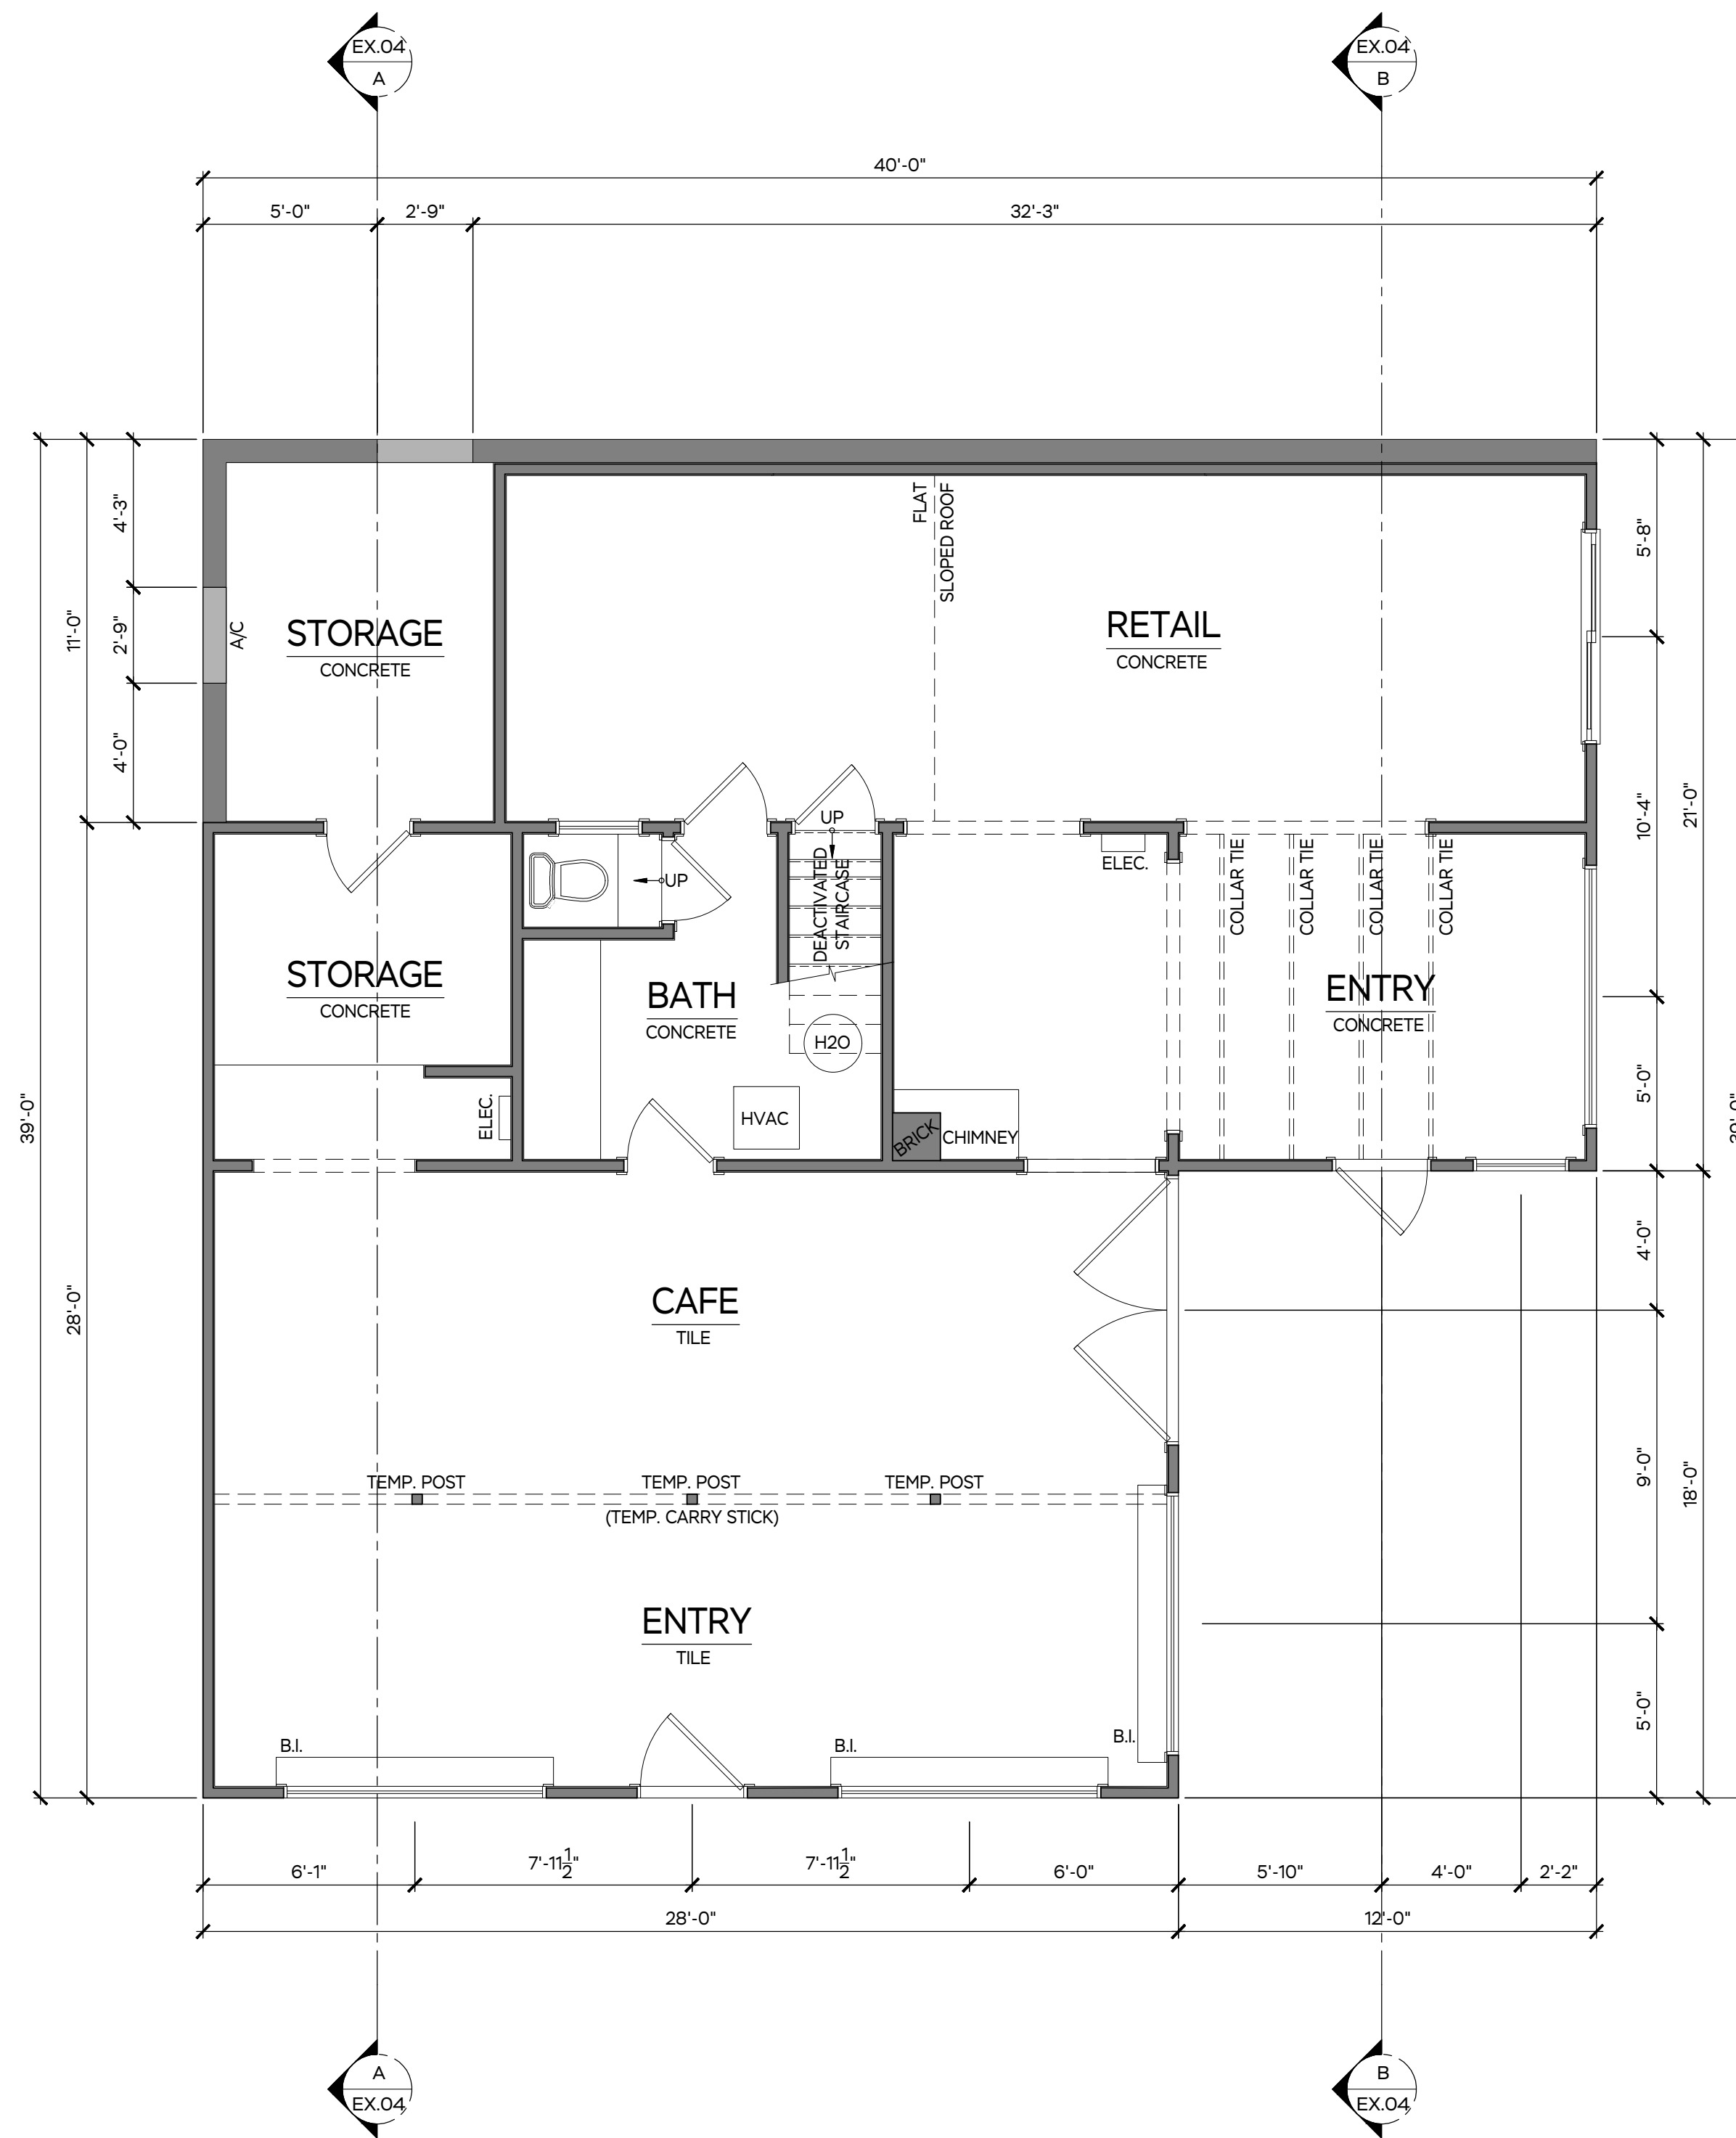 EX.04
A
EX.04
B
40'-0"
5'-0"
2'-9"
32'-3"
4'-3"
2'-9"
4'-0"
11'-0"
28'-0"
39'-0"
A/C
STORAGE
CONCRETE
FLAT
SLOPED ROOF
RETAIL
CONCRETE
5'-8"
10'-4"
5'-0"
21'-0"
UP
UP
DEACTIVATED
STAIRCASE
ELEC.
COLLAR TIE
COLLAR TIE
COLLAR TIE
COLLAR TIE
STORAGE
CONCRETE
BATH
CONCRETE
ENTRY
CONCRETE
H2O
HVAC
ELEC.
BRICK
CHIMNEY
CAFE
TILE
4'-0"
9'-0"
5'-0"
18'-0"
TEMP. POST
TEMP. POST
TEMP. POST
(TEMP. CARRY STICK)
ENTRY
TILE
B.I.
B.I.
B.I.
6'-1"
7'-11 1/2"
7'-11 1/2"
6'-0"
5'-10"
4'-0"
2'-2"
28'-0"
12'-0"
A
EX.04
B
EX.04